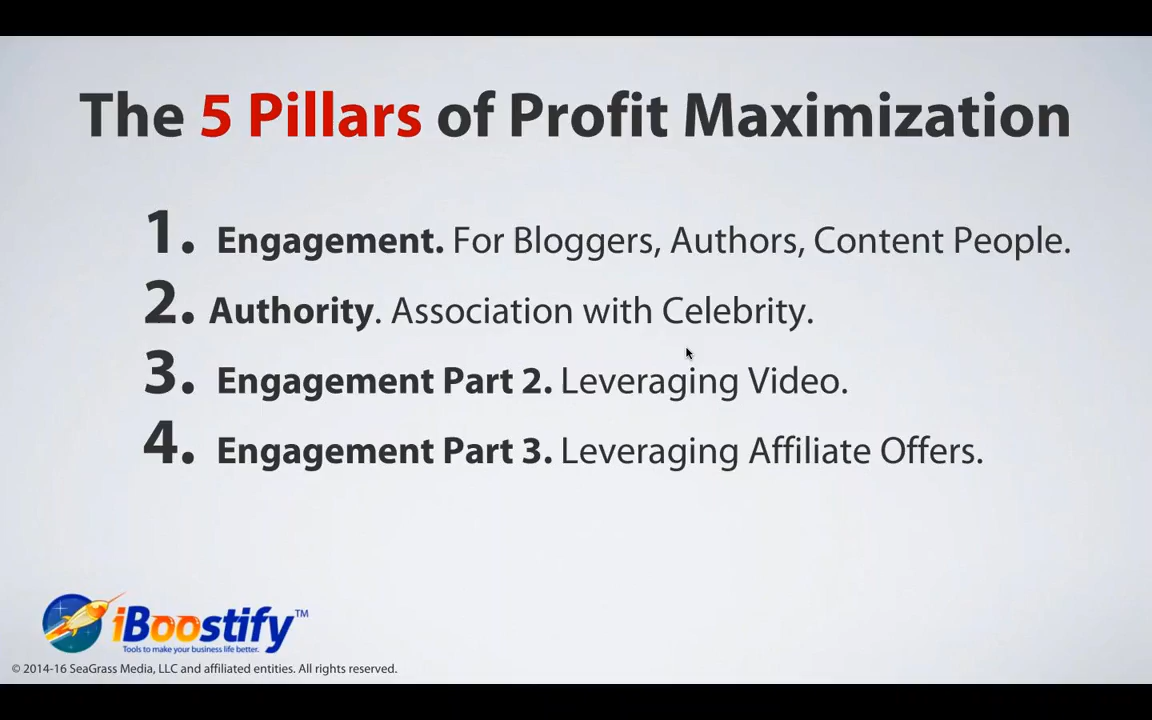 The 5 Pillars of Profit Maximization
1. Engagement. For Bloggers, Authors, Content People.
2. Authority. Association with Celebrity.
3. Engagement Part 2. Leveraging Video.
4. Engagement Part 3. Leveraging Affiliate Offers.
iBoostify™
Tools to make your business life better.
© 2014-16 SeaGrass Media, LLC and affiliated entities. All rights reserved.